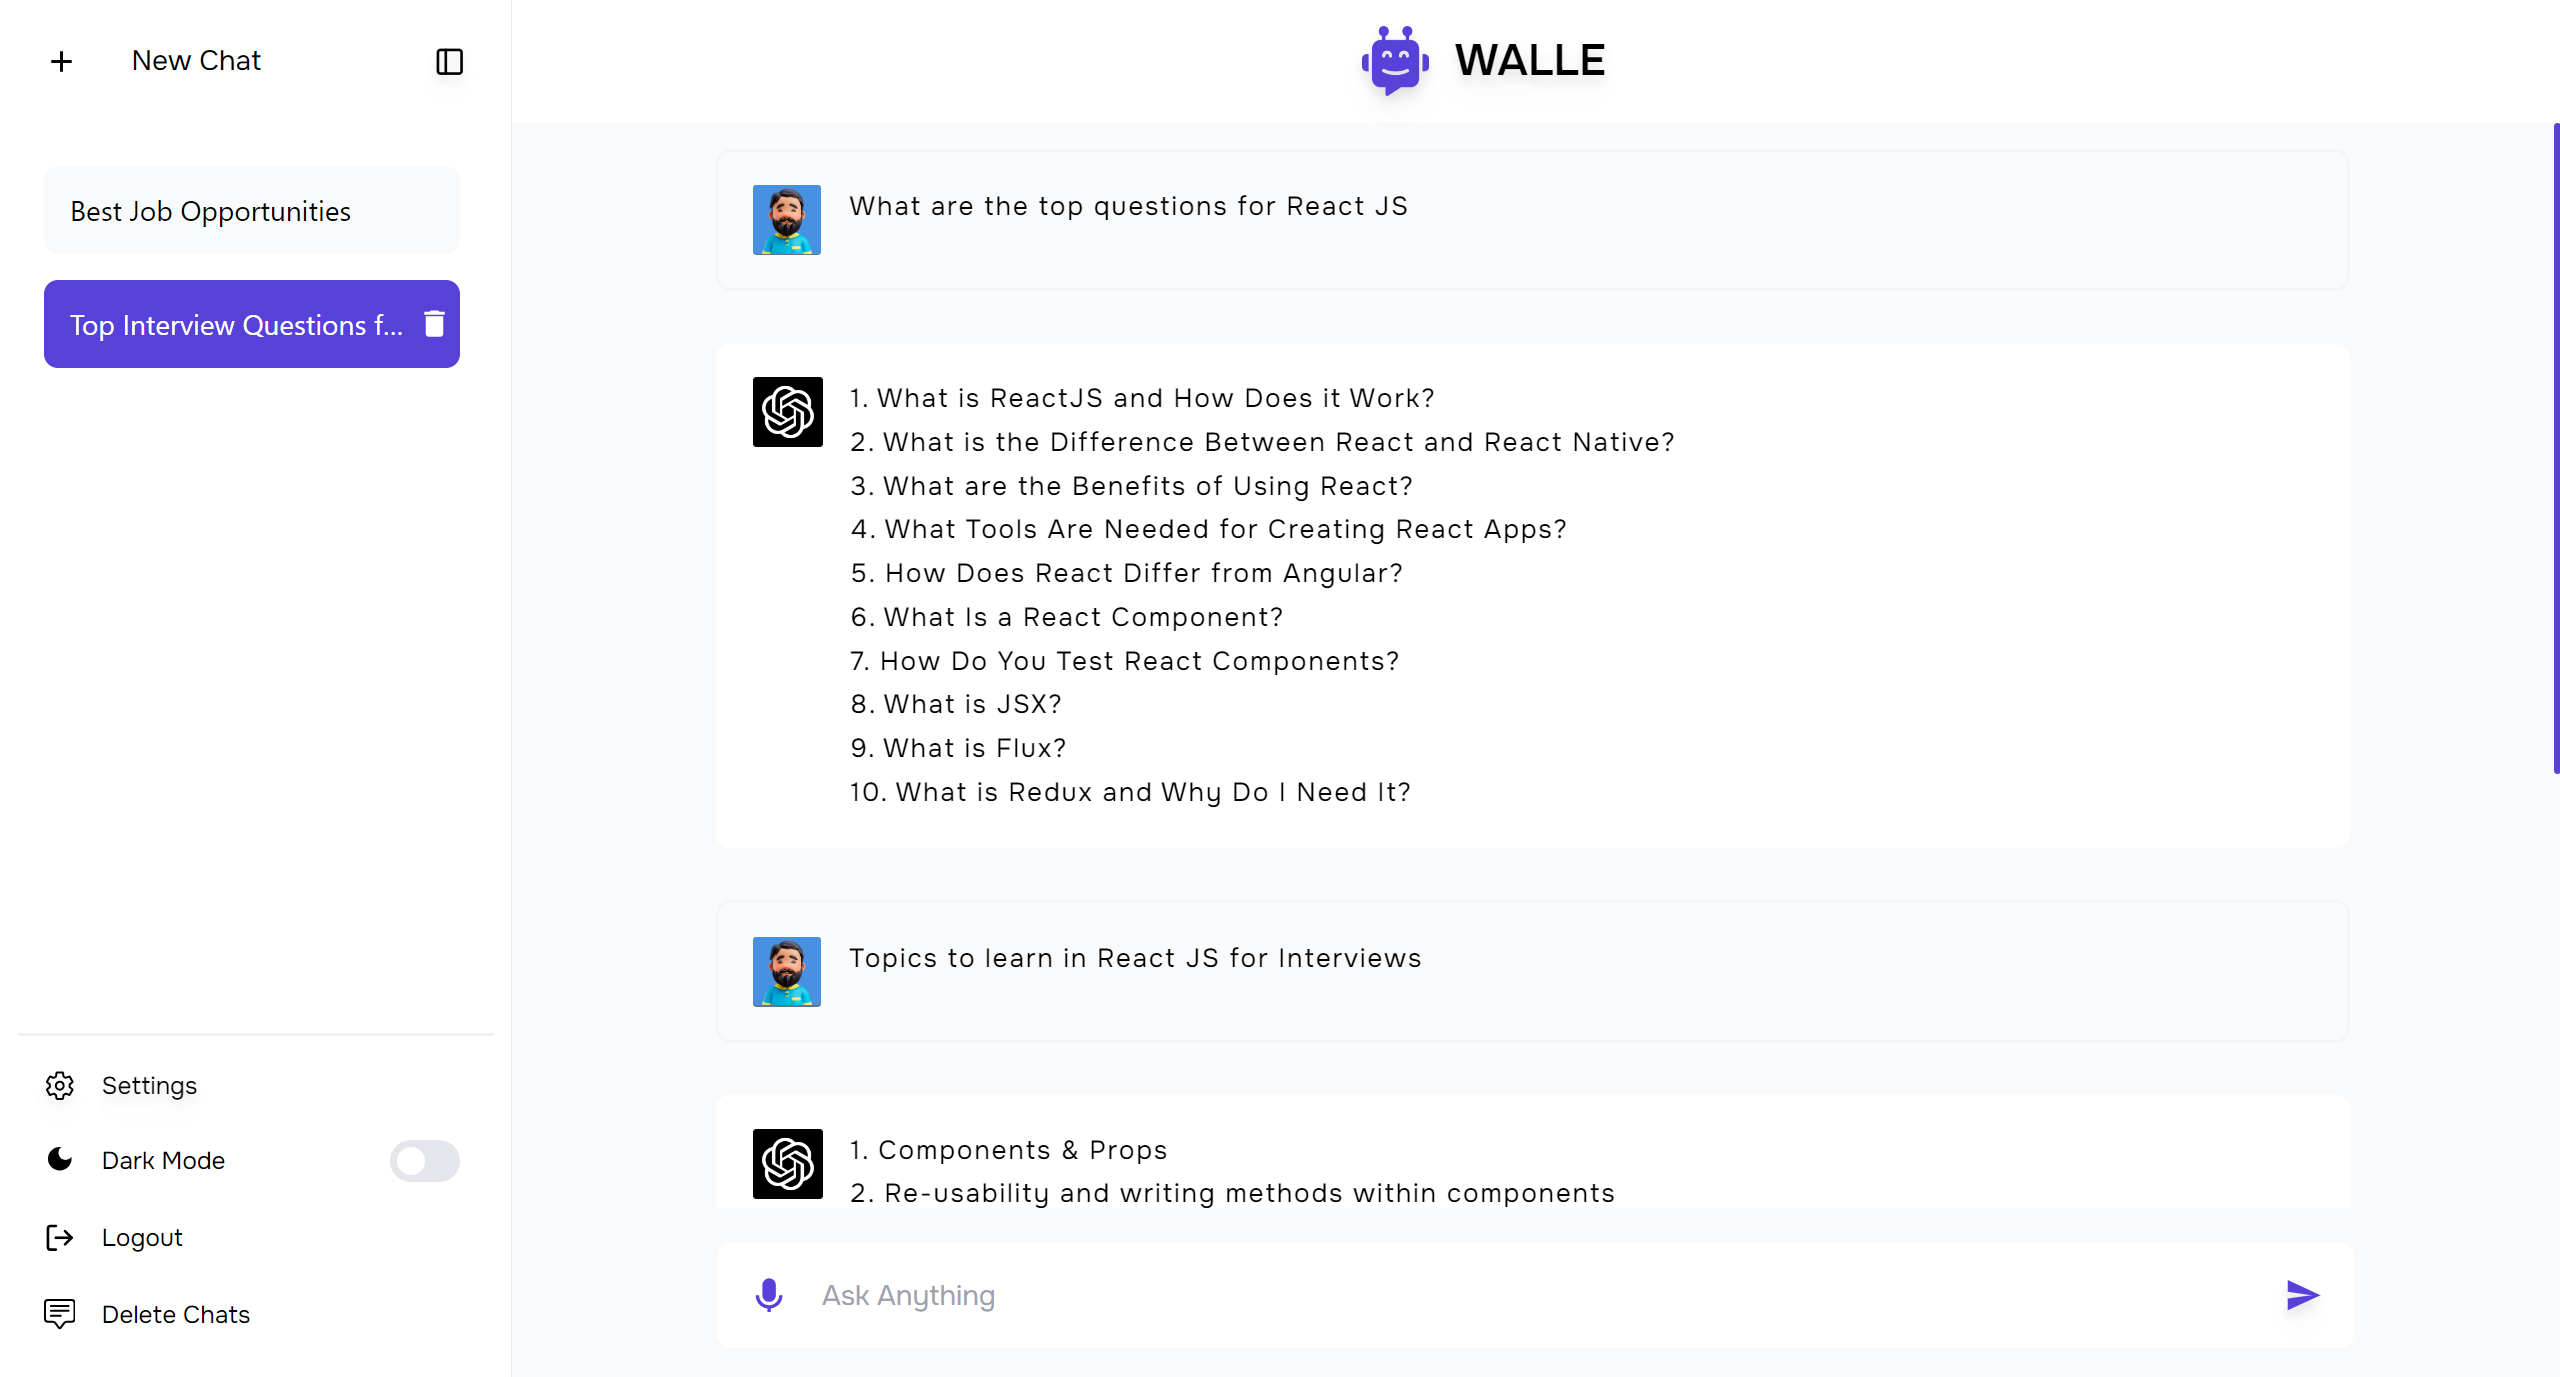 New Chat
Best Job Opportunities
Top Interview Questions f...
Settings
Dark Mode
Logout
Delete Chats
WALLE
What are the top questions for React JS
1. What is ReactJS and How Does it Work?
2. What is the Difference Between React and React Native?
3. What are the Benefits of Using React?
4. What Tools Are Needed for Creating React Apps?
5. How Does React Differ from Angular?
6. What Is a React Component?
7. How Do You Test React Components?
8. What is JSX?
9. What is Flux?
10. What is Redux and Why Do I Need It?
Topics to learn in React JS for Interviews
1. Components & Props
2. Re-usability and writing methods within components
Ask Anything